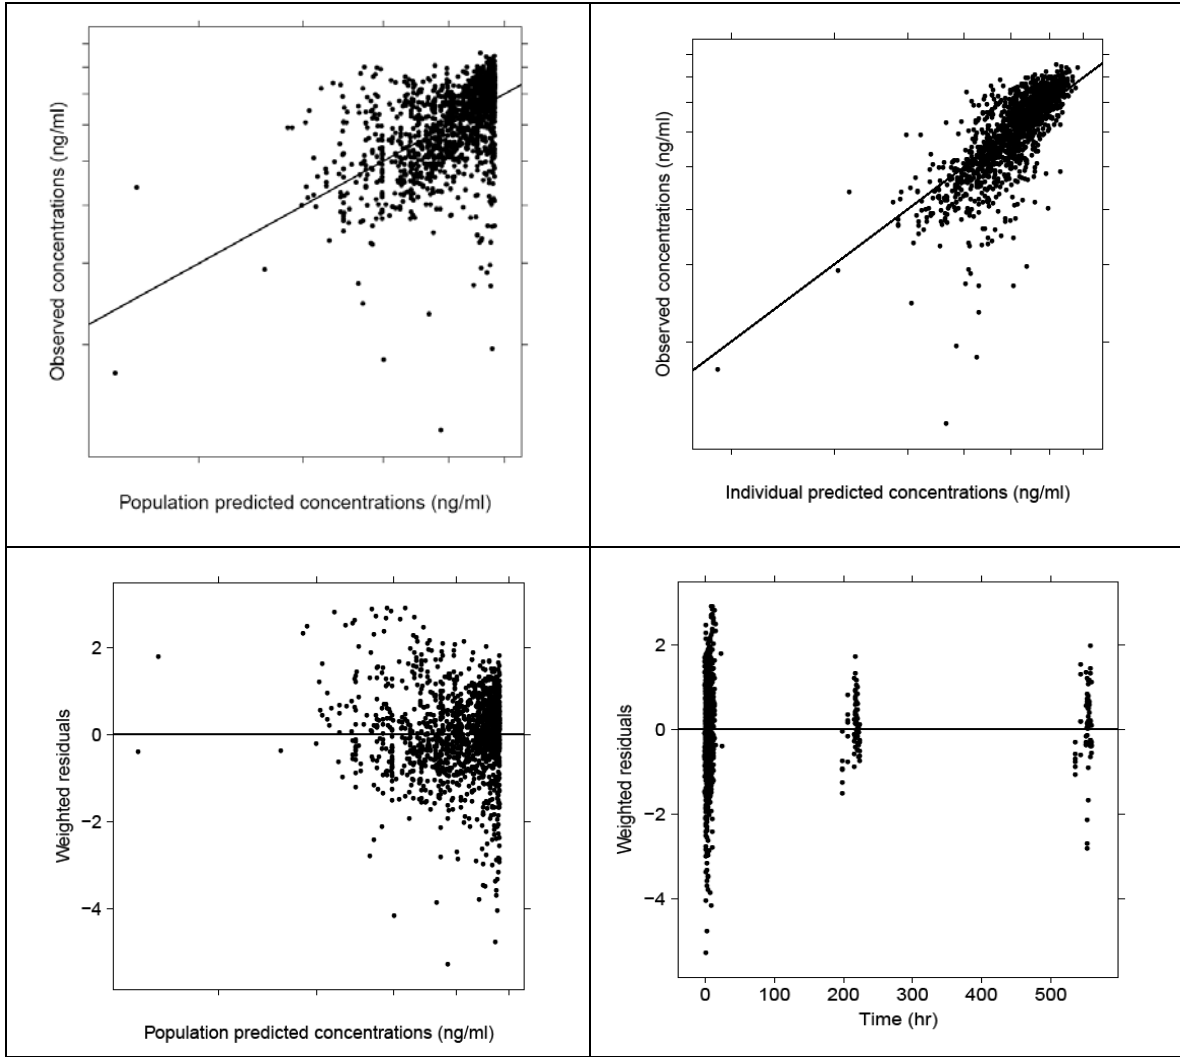 Observed concentrations (ng/ml)
Population predicted concentrations (ng/ml)
Observed concentrations (ng/ml)
Individual predicted concentrations (ng/ml)
Weighted residuals
2
0
−2
−4
Population predicted concentrations (ng/ml)
Weighted residuals
2
0
−2
−4
0 100 200 300 400 500
Time (hr)